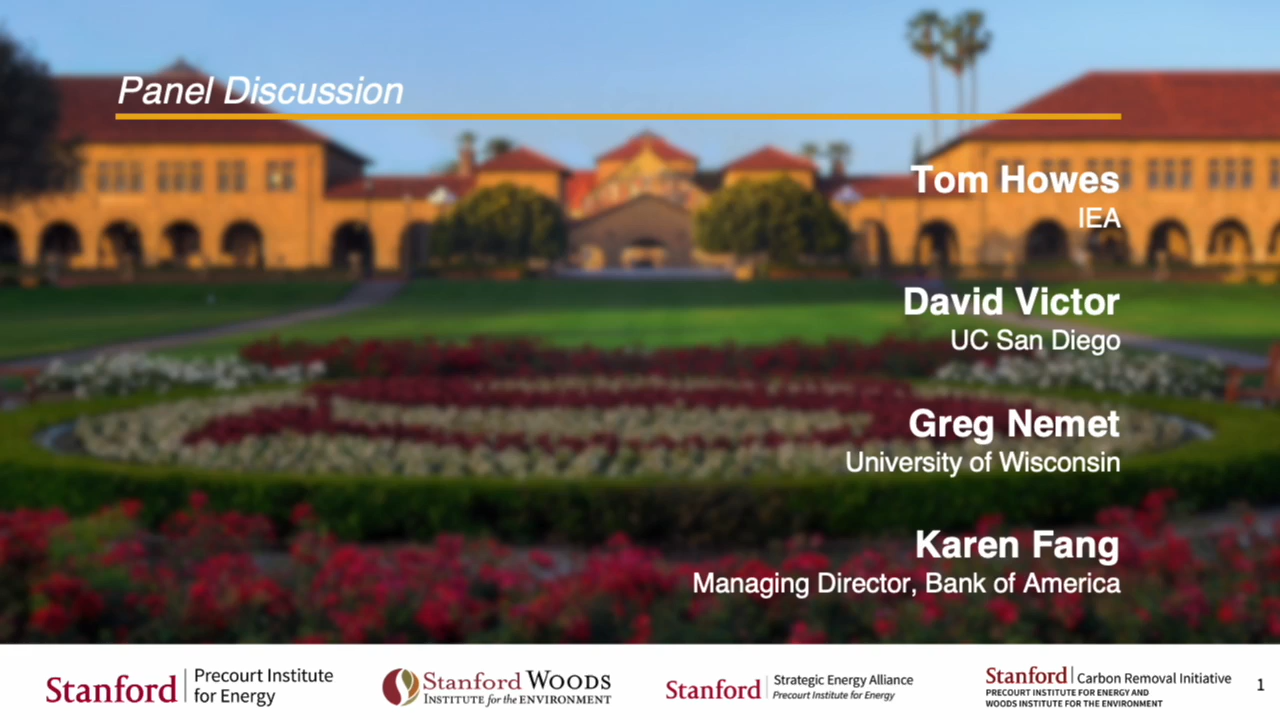 Panel Discussion
Tom Howes
IEA
David Victor
UC San Diego
Greg Nemet
University of Wisconsin
Karen Fang
Managing Director, Bank of America
Stanford | Precourt Institute
for Energy
Stanford WOODS
INSTITUTE for the ENVIRONMENT
Stanford | Strategic Energy Alliance
Precourt Institute for Energy
Stanford | Carbon Removal Initiative
PRECOURT INSTITUTE FOR ENERGY AND
WOODS INSTITUTE FOR THE ENVIRONMENT
1